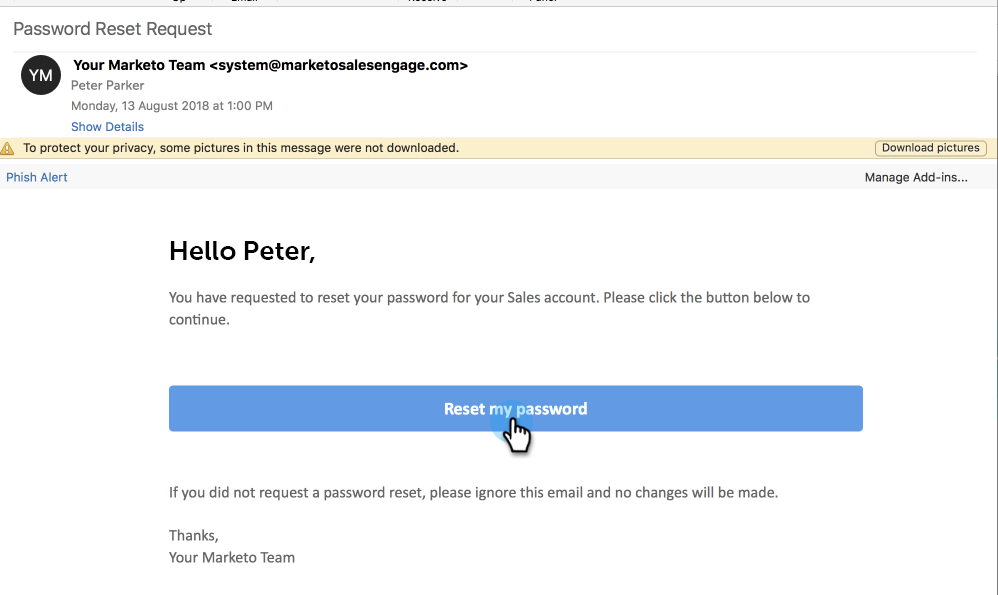 Password Reset Request
YM
Your Marketo Team <system@marketosalesengage.com>
Peter Parker
Monday, 13 August 2018 at 1:00 PM
Show Details
To protect your privacy, some pictures in this message were not downloaded.
Download pictures
Phish Alert
Manage Add-ins...
Hello Peter,
You have requested to reset your password for your Sales account. Please click the button below to
continue.
Reset my password
If you did not request a password reset, please ignore this email and no changes will be made.
Thanks,
Your Marketo Team